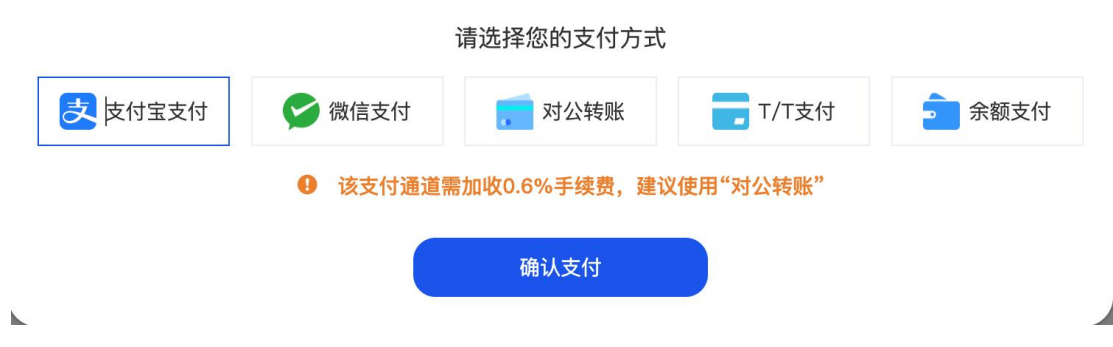 请选择您的支付方式
支付宝支付 微信支付 对公转账 T/T支付 余额支付
该支付通道需加收0.6%手续费，建议使用“对公转账”
确认支付